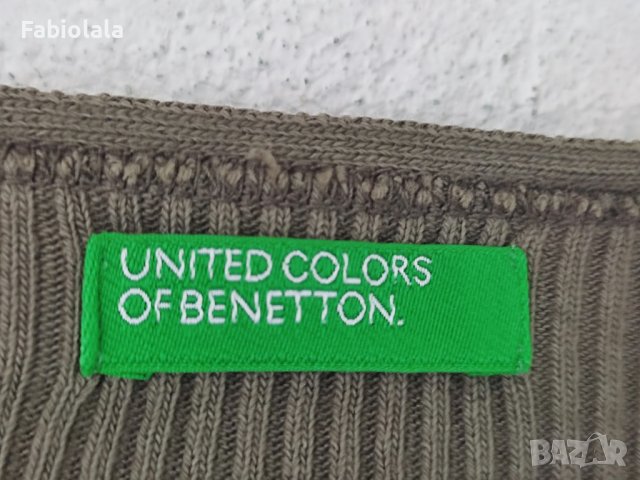 Fabiolala
UNITED COLORS
OF BENETTON.
BAZAR